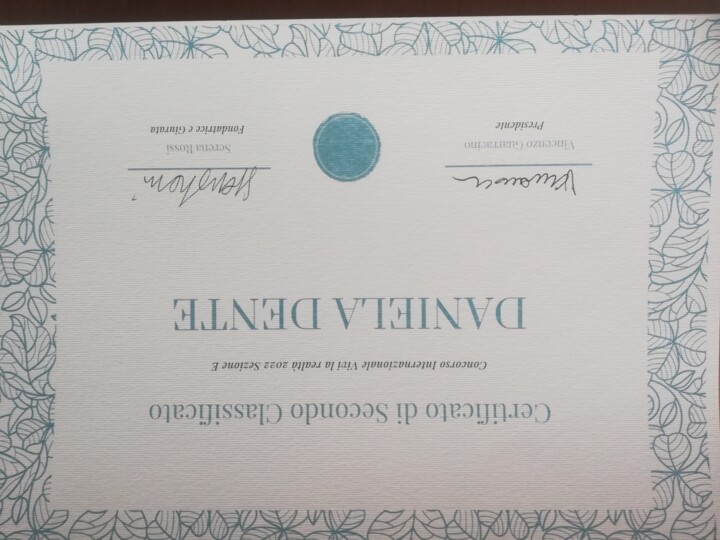 Certificato di Secondo Classificato
Concorso Internazionale Vivi la realtà 2022 Sezione E
DANIELA DENTE
Vincenzo Guarracino
Presidente
Serena Rossi
Fondatrice e Giurata